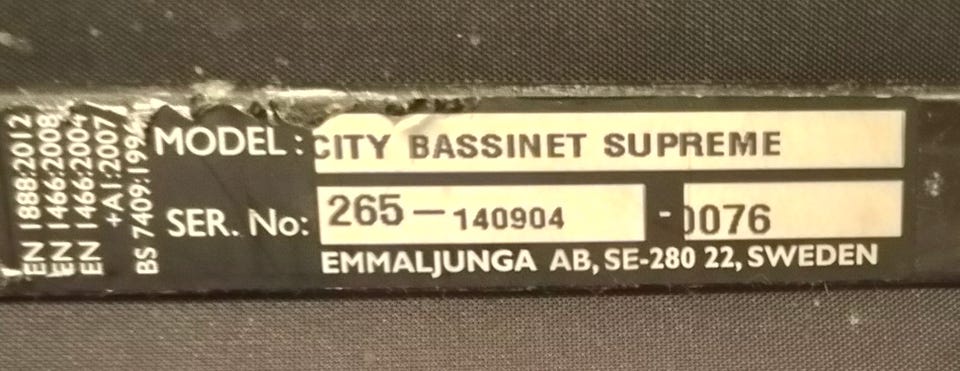 EN 1888:2012
EN 1466:2008
EN 1466:2004
+A1:2007
BS 7409:1996
MODEL: CITY BASSINET SUPREME
SER. No: 265-140904 -0076
EMMALJUNGA AB, SE-280 22, SWEDEN